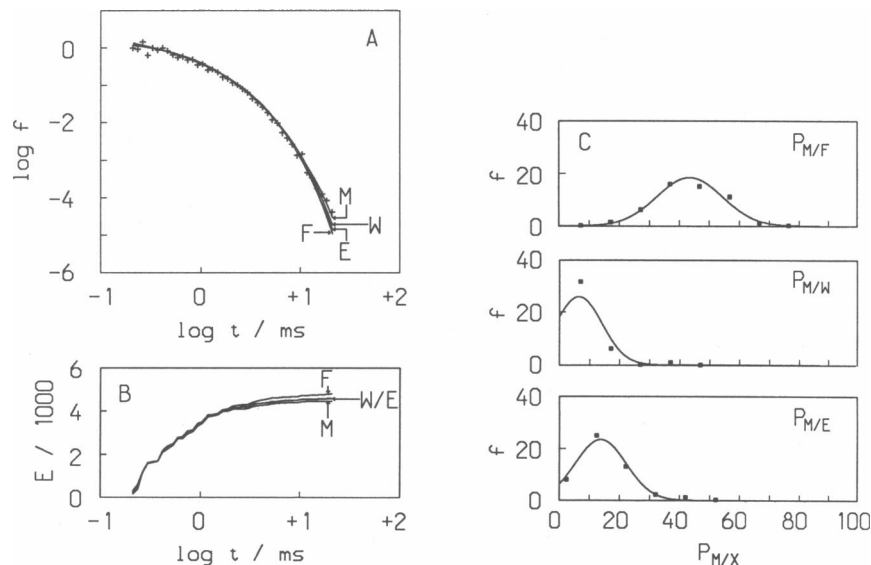 A
0
-2
-4
-6
log f
M
W
F
E
-1 0 +1 +2
log t / ms
B
6
4
2
0
E / 1000
F
W/E
M
-1 0 +1 +2
log t / ms
C
P_M/F
40
20
0
f
P_M/W
40
20
0
f
P_M/E
40
20
0
f
0 20 40 60 80 100
P_M/X